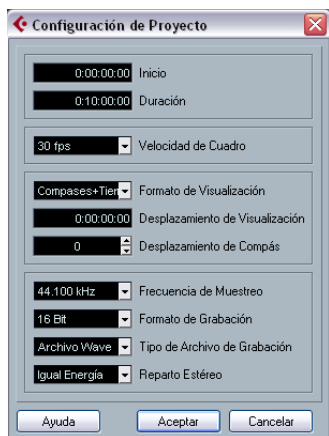 Configuración de Proyecto
0:00:00:00 Inicio
0:10:00:00 Duración
30 fps Velocidad de Cuadro
Compases+Tien Formato de Visualización
0:00:00:00 Desplazamiento de Visualización
0 Desplazamiento de Compás
44.100 kHz Frecuencia de Muestreo
16 Bit Formato de Grabación
Archivo Wave Tipo de Archivo de Grabación
Igual Energía Reparto Estéreo
Ayuda Aceptar Cancelar